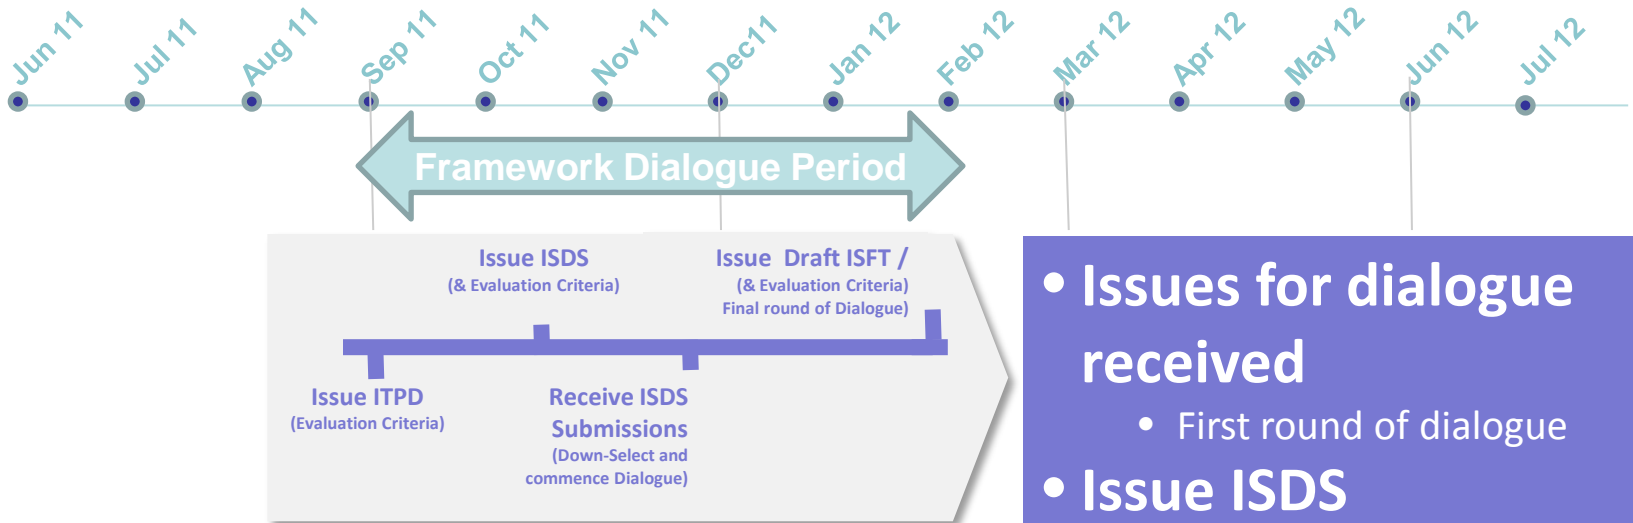 Jun 11
Jul 11
Aug 11
Sep 11
Oct 11
Nov 11
Dec11
Jan 12
Feb 12
Mar 12
Apr 12
May 12
Jun 12
Jul 12
Framework Dialogue Period
Issue ISDS
(& Evaluation Criteria)
Issue Draft ISFT /
(& Evaluation Criteria)
Final round of Dialogue)
Issue ITPD
(Evaluation Criteria)
Receive ISDS
Submissions
(Down-Select and
commence Dialogue)
• Issues for dialogue
received
• First round of dialogue
• Issue ISDS